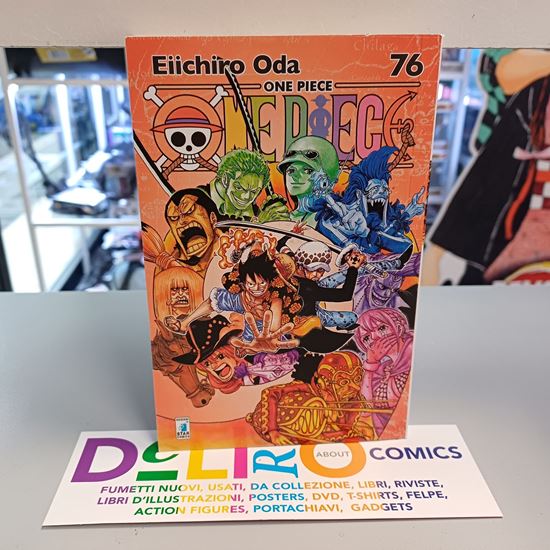 Eiichiro Oda 76
ONE PIECE
ONE PIECE
STAR
DELIRO ABOUT COMICS
FUMETTI NUOVI, USATI, DA COLLEZIONE, LIBRI, RIVISTE,
LIBRI D'ILLUSTRAZIONI, POSTERS, DVD, T-SHIRTS, FELPE,
ACTION FIGURES, PORTACHIAVI, GADGETS